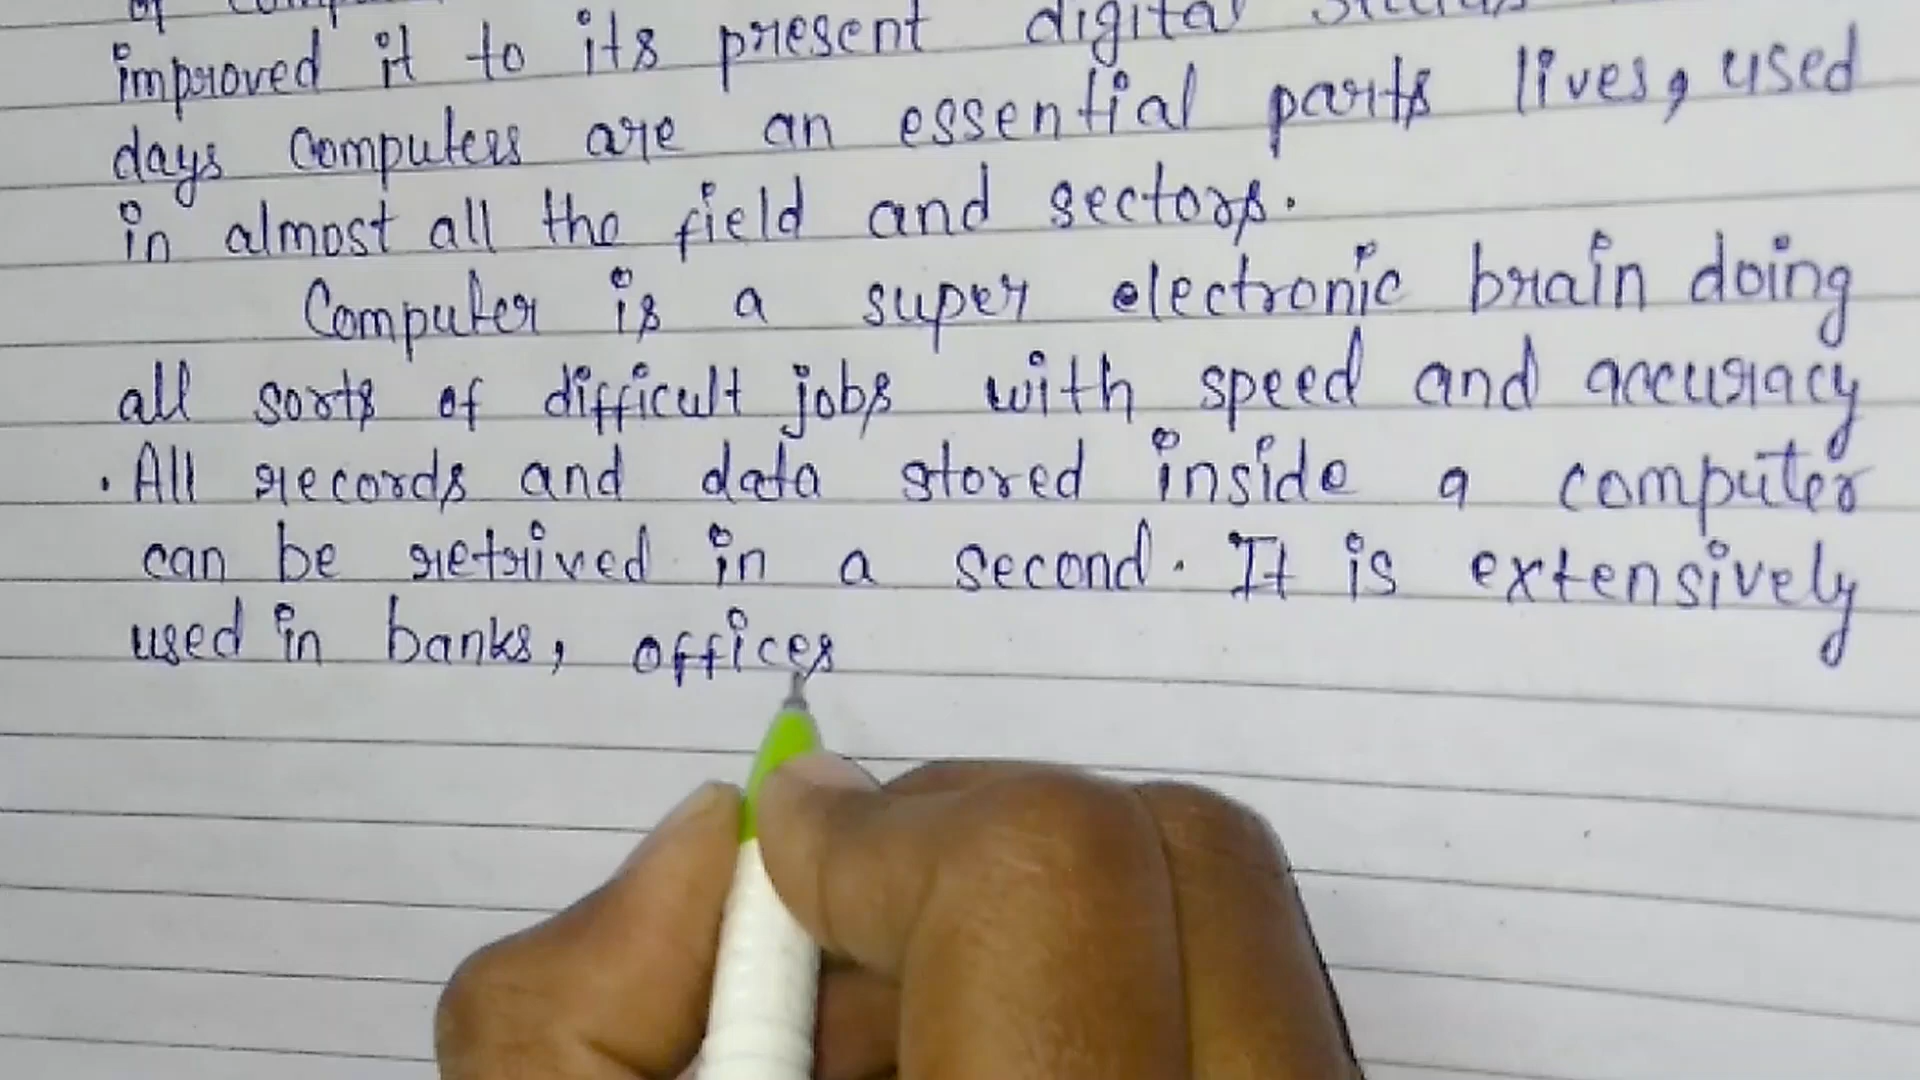 improved it to its present digital
days computers are an essential parts lives, used
in almost all the field and sectors.
Computer is a super electronic brain doing
all sorts of difficult jobs with speed and accuracy
. All records and data stored inside a computer
can be retrived in a second. It is extensively
used in banks, offices